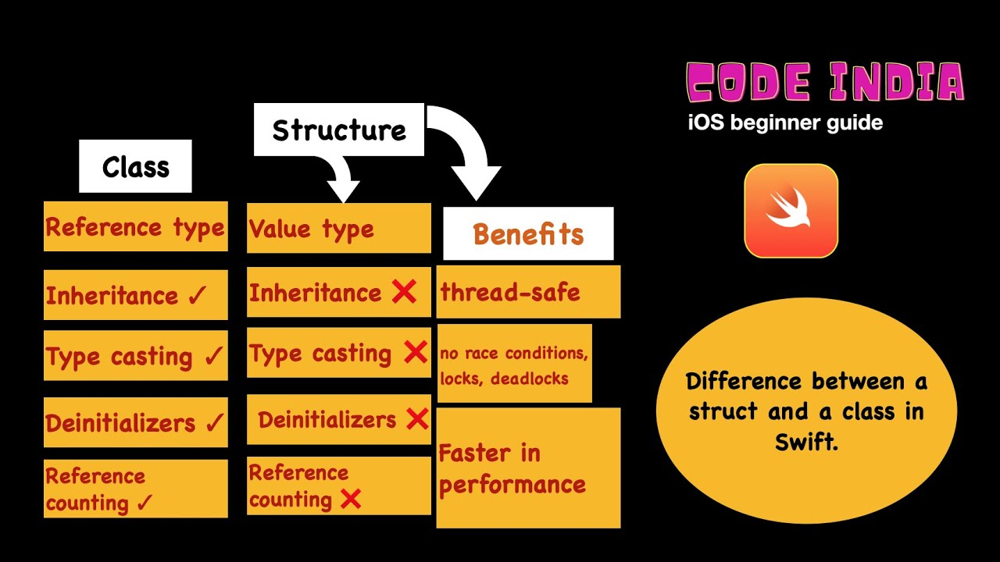 CODE INDIA
iOS beginner guide
Class
Reference type
Inheritance ✓
Type casting ✓
Deinitializers ✓
Reference
counting ✓
Structure
Value type
Inheritance ❌
Type casting ❌
Deinitializers ❌
Reference
counting ❌
Benefits
thread-safe
no race conditions,
locks, deadlocks
Faster in
performance
Difference between a
struct and a class in
Swift.